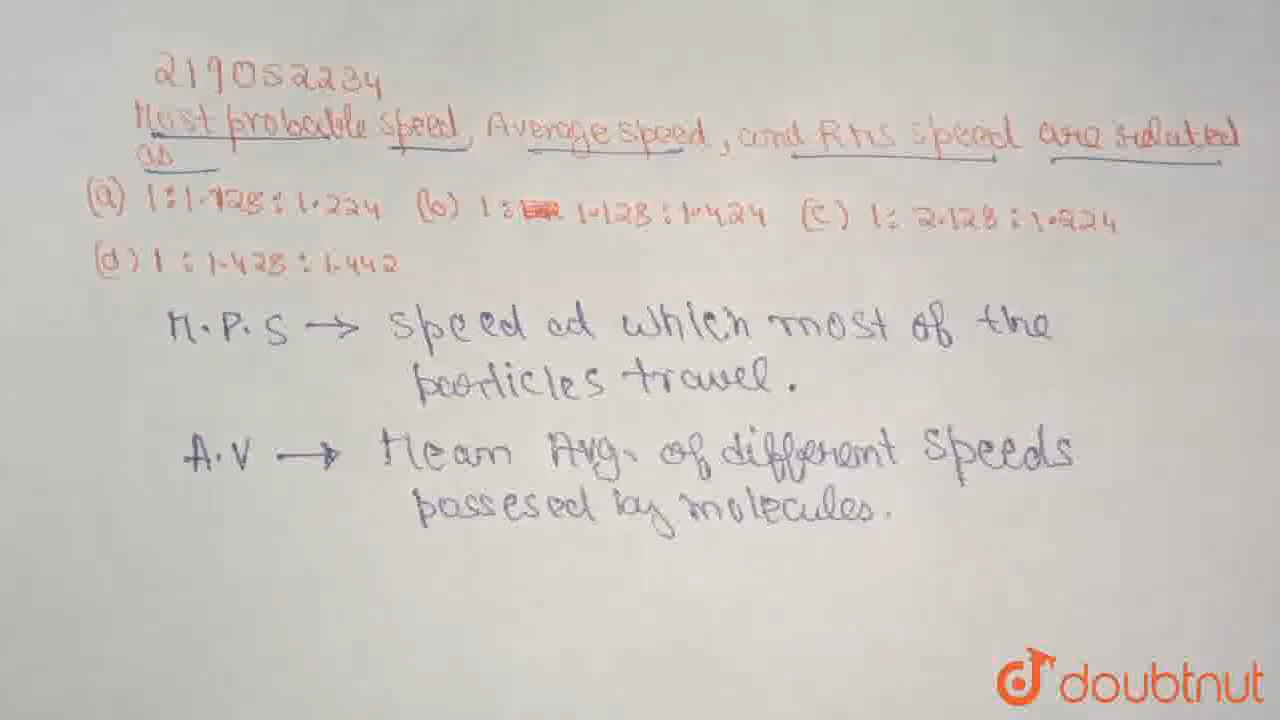 219052234
Most probable speed, Average speed, and RMS speed are related
as
(a) 1:1.128:1.224 (b) 1: 1.128:1.424 (c) 1: 2.128:1.224
(d) 1:1.428:1.442
M.P.S → speed ad which most of the
particles travel.
A.V → Mean Avg. of different speeds
possesed by molecules.
doubtnut